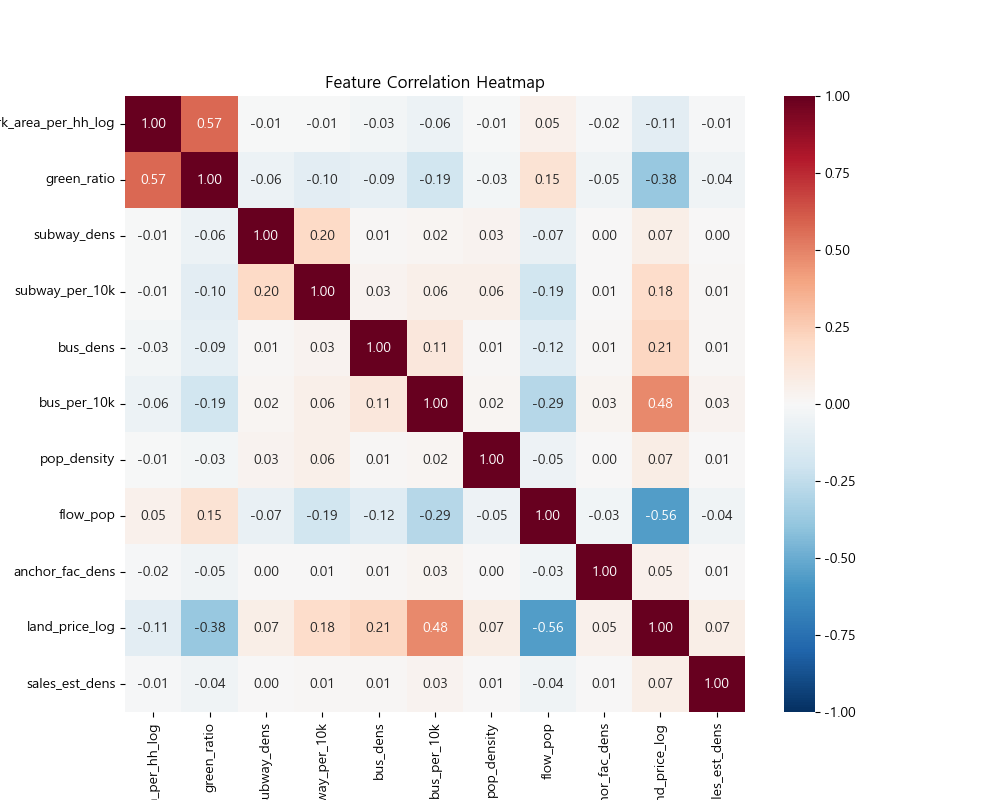 Feature Correlation Heatmap
rk_area_per_hh_log 1.00 0.57 -0.01 -0.01 -0.03 -0.06 -0.01 0.05 -0.02 -0.11 -0.01
green_ratio 0.57 1.00 -0.06 -0.10 -0.09 -0.19 -0.03 0.15 -0.05 -0.38 -0.04
subway_dens -0.01 -0.06 1.00 0.20 0.01 0.02 0.03 -0.07 0.00 0.07 0.00
subway_per_10k -0.01 -0.10 0.20 1.00 0.03 0.06 0.06 -0.19 0.01 0.18 0.01
bus_dens -0.03 -0.09 0.01 0.03 1.00 0.11 0.01 -0.12 0.01 0.21 0.01
bus_per_10k -0.06 -0.19 0.02 0.06 0.11 1.00 0.02 -0.29 0.03 0.48 0.03
pop_density -0.01 -0.03 0.03 0.06 0.01 0.02 1.00 -0.05 0.00 0.07 0.01
flow_pop 0.05 0.15 -0.07 -0.19 -0.12 -0.29 -0.05 1.00 -0.03 -0.56 -0.04
anchor_fac_dens -0.02 -0.05 0.00 0.01 0.01 0.03 0.00 -0.03 1.00 0.05 0.01
land_price_log -0.11 -0.38 0.07 0.18 0.21 0.48 0.07 -0.56 0.05 1.00 0.07
sales_est_dens -0.01 -0.04 0.00 0.01 0.01 0.03 0.01 -0.04 0.01 0.07 1.00
_per_hh_log
green_ratio
ubway_dens
way_per_10k
bus_dens
bus_per_10k
pop_density
flow_pop
hor_fac_dens
nd_price_log
les_est_dens
1.00
0.75
0.50
0.25
0.00
-0.25
-0.50
-0.75
-1.00